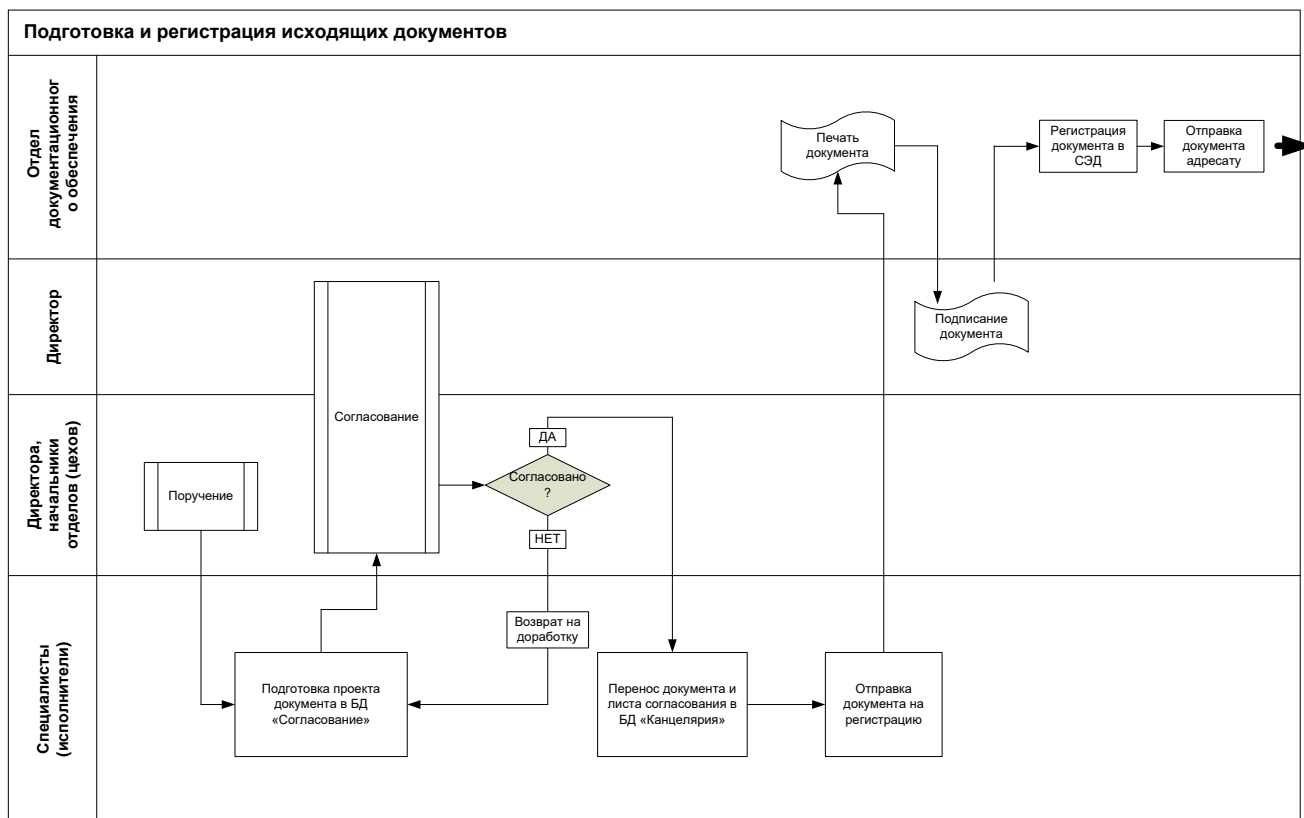 Подготовка и регистрация исходящих документов
Отдел
документационног
о обеспечения
Печать
документа
Регистрация
документа в
СЭД
Отправка
документа
адресату
Директор
Подписание
документа
Директора,
начальники
отделов (цехов)
Поручение
Согласование
ДА
Согласовано
?
НЕТ
Специалисты
(исполнители)
Возврат на
доработку
Подготовка проекта
документа в БД
«Согласование»
Перенос документа и
листа согласования в
БД «Канцелярия»
Отправка
документа на
регистрацию